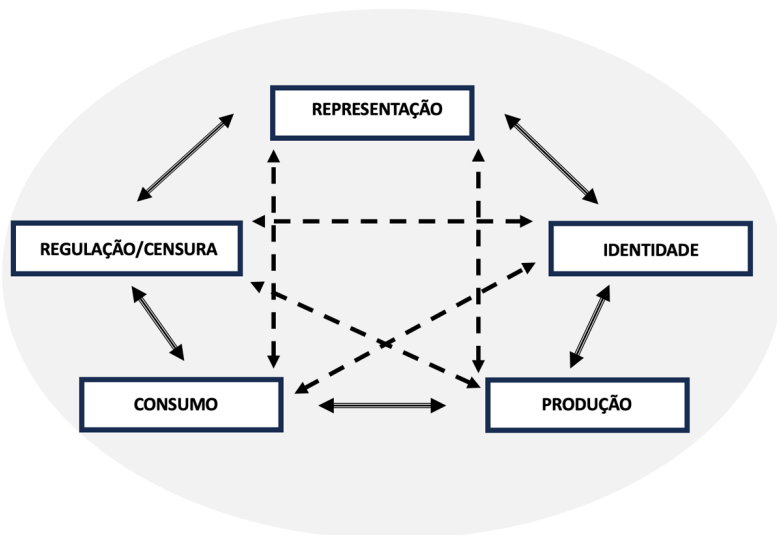 REPRESENTAÇÃO
REGULAÇÃO/CENSURA
IDENTIDADE
CONSUMO
PRODUÇÃO